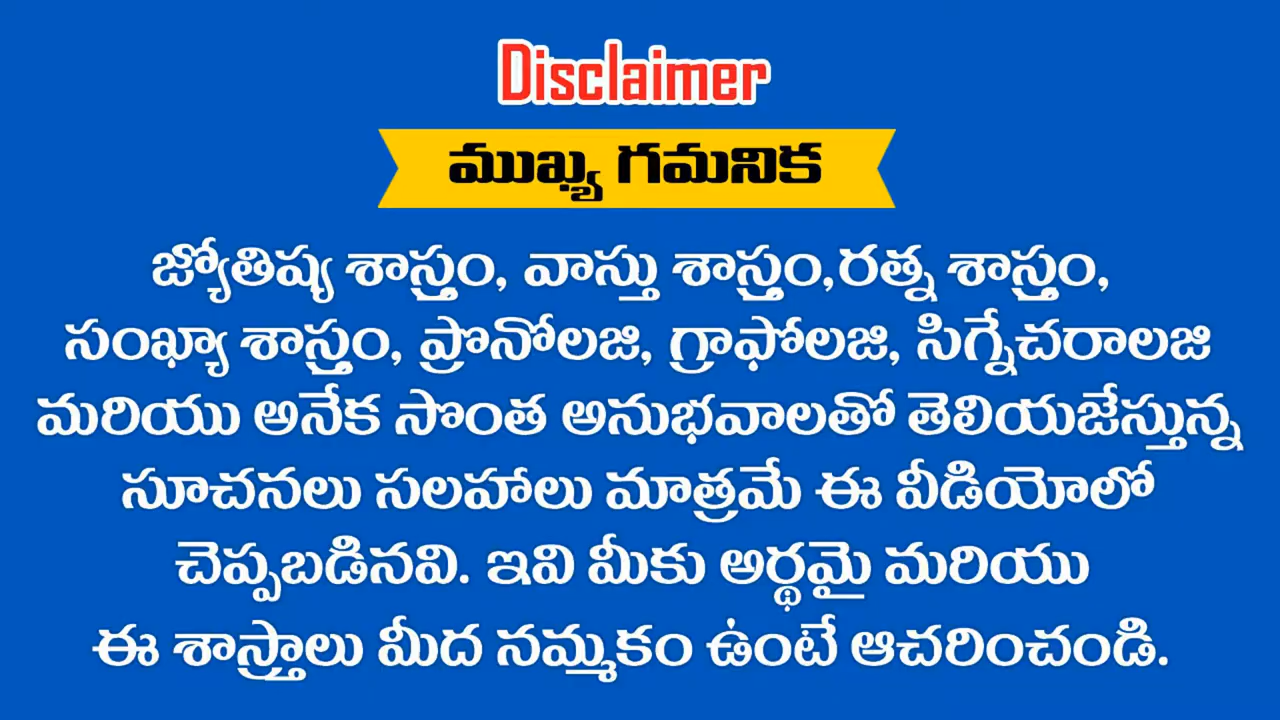 Disclaimer
ముఖ్య గమనిక
జ్యోతిష్య శాస్త్రం, వాస్తు శాస్త్రం,రత్న శాస్త్రం,
సంఖ్యా శాస్త్రం, ప్రొనోలజి, గ్రాఫోలజి, సిగ్నేచరాలజి
మరియు అనేక సొంత అనుభవాలతో తెలియజేస్తున్న
సూచనలు సలహాలు మాత్రమే ఈ వీడియోలో
చెప్పబడినవి. ఇవి మీకు అర్థమై మరియు
ఈ శాస్త్రాలు మీద నమ్మకం ఉంటే ఆచరించండి.